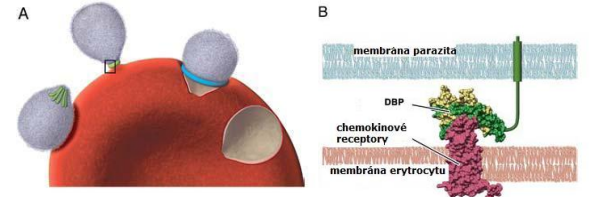 A
B
membrána parazita
DBP
chemokinové
receptory
membrána erytrocytu